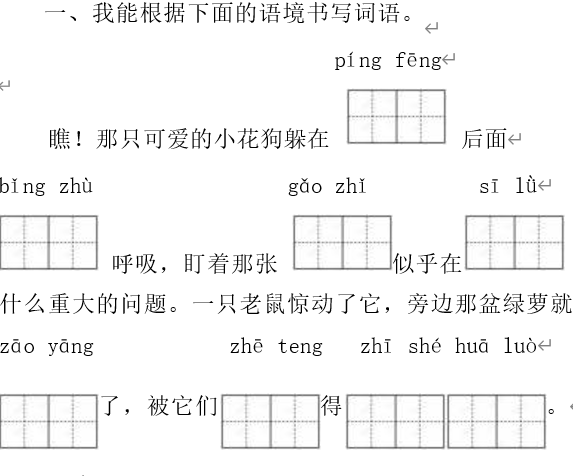 一、我能根据下面的语境书写词语。
píng fēng
瞧！那只可爱的小花狗躲在 后面
bǐng zhù gǎo zhǐ sī lǜ
呼吸，盯着那张 似乎在
什么重大的问题。一只老鼠惊动了它，旁边那盆绿萝就
zāo yāng zhē teng zhī shé huā luò
了，被它们 得 。